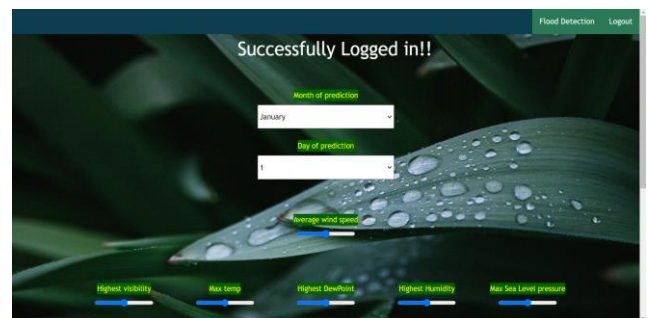 Flood Detection Logout
Successfully Logged in!!
Month of prediction
January
Day of prediction
1
Average wind speed
Highest visibility Max temp Highest DewPoint Highest Humidity Max Sea Level pressure